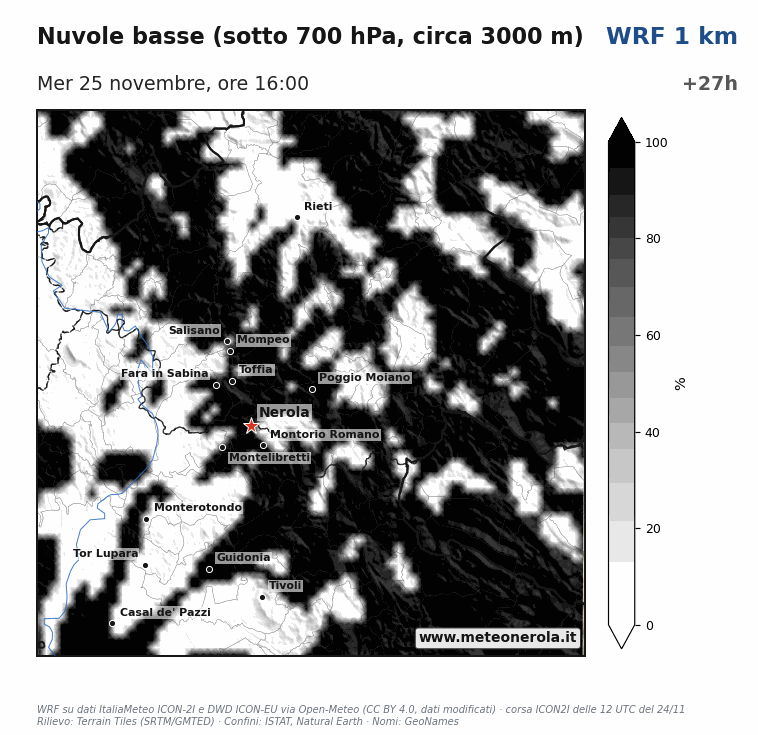 Nuvole basse (sotto 700 hPa, circa 3000 m) WRF 1 km
Mer 25 novembre, ore 16:00 +27h
Rieti
Salisano
Mompeo
Fara in Sabina
Toffia
Poggio Moiano
Nerola
Montorio Romano
Montelibretti
Monterotondo
Tor Lupara
Guidonia
Tivoli
Casal de' Pazzi
www.meteonerola.it
100
80
60
40
20
0
%
WRF su dati ItaliaMeteo ICON-2I e DWD ICON-EU via Open-Meteo (CC BY 4.0, dati modificati) · corsa ICON2I delle 12 UTC del 24/11
Rilievo: Terrain Tiles (SRTM/GMTED) · Confini: ISTAT, Natural Earth · Nomi: GeoNames